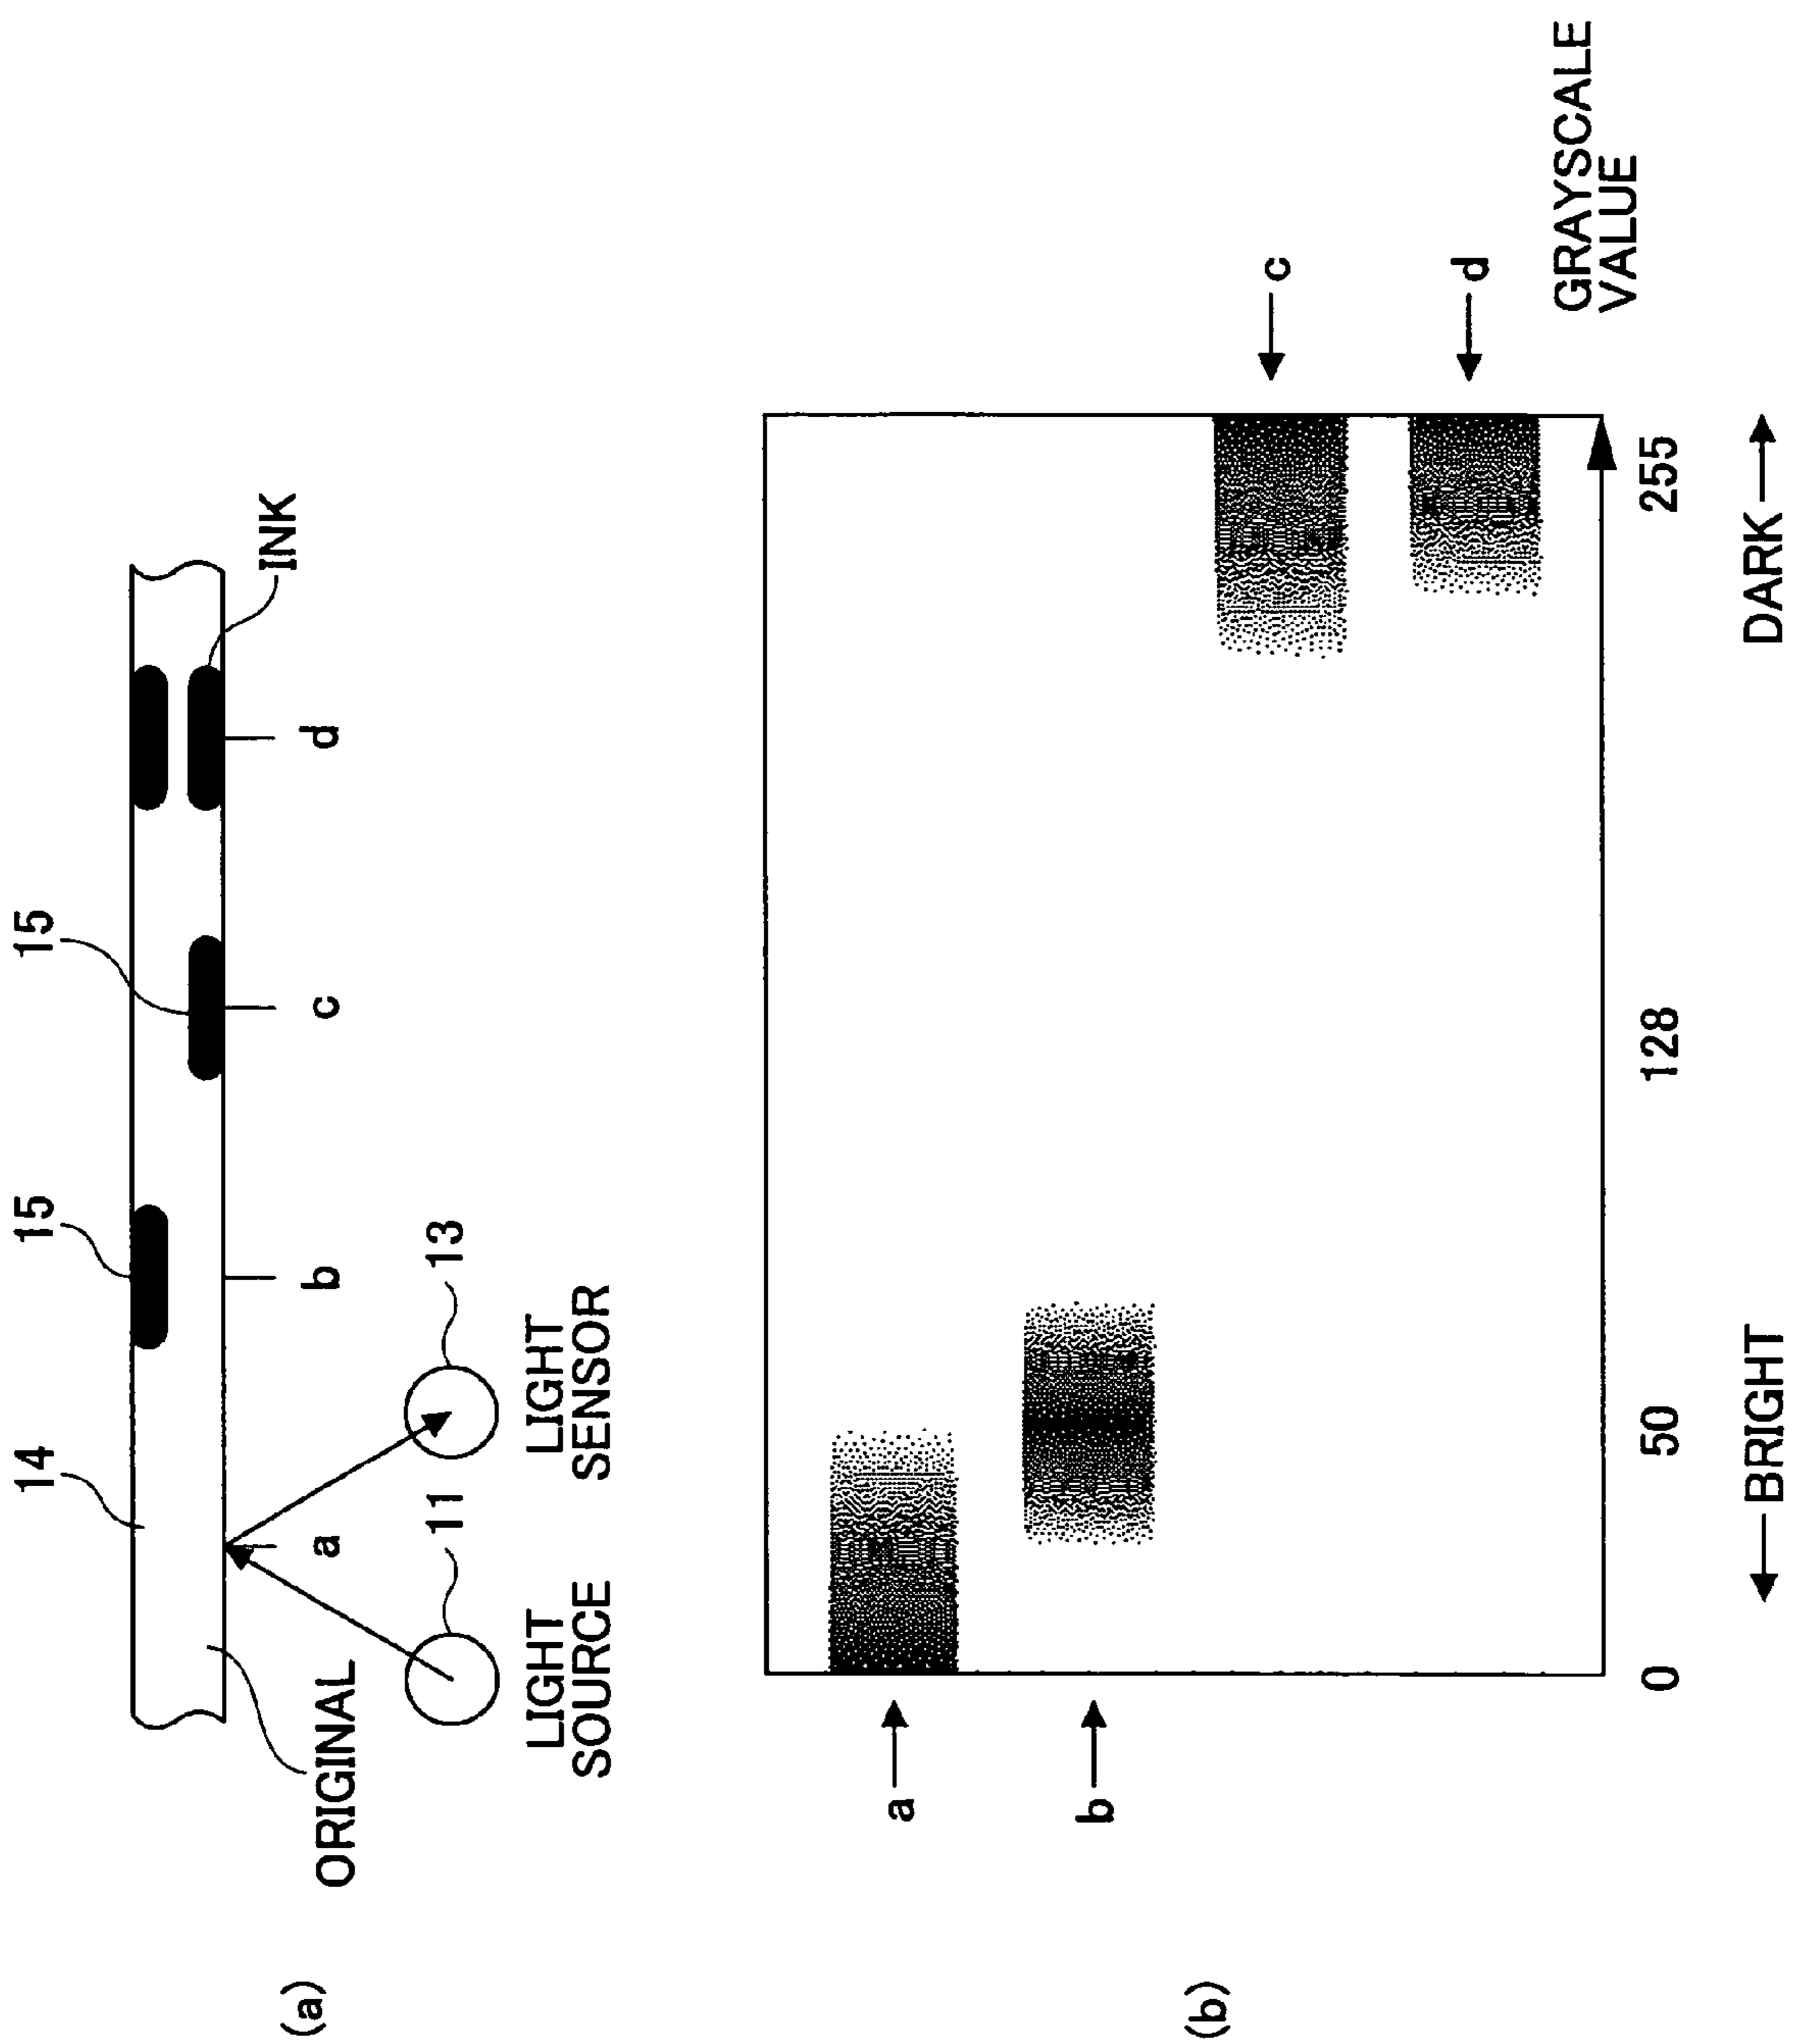 (a)
14
15
15
ORIGINAL
a
b
c
d
INK
11
13
LIGHT
SOURCE
LIGHT
SENSOR
(b)
a
b
c
d
0
50
128
255
GRAYSCALE
VALUE
BRIGHT
DARK